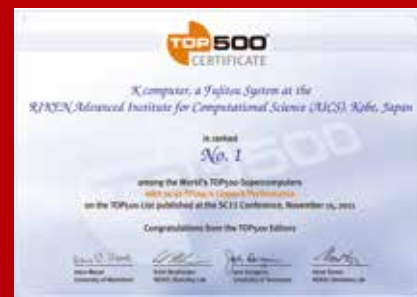 TOP500
CERTIFICATE
K computer, a Fujitsu System at the
RIKEN Advanced Institute for Computational Science (AICS), Kobe, Japan
is ranked
No. 1
among the World's TOP500 Supercomputers
on the TOP500 List published at the SC11 Conference, November 15, 2011
Congratulations from the TOP500 Editors